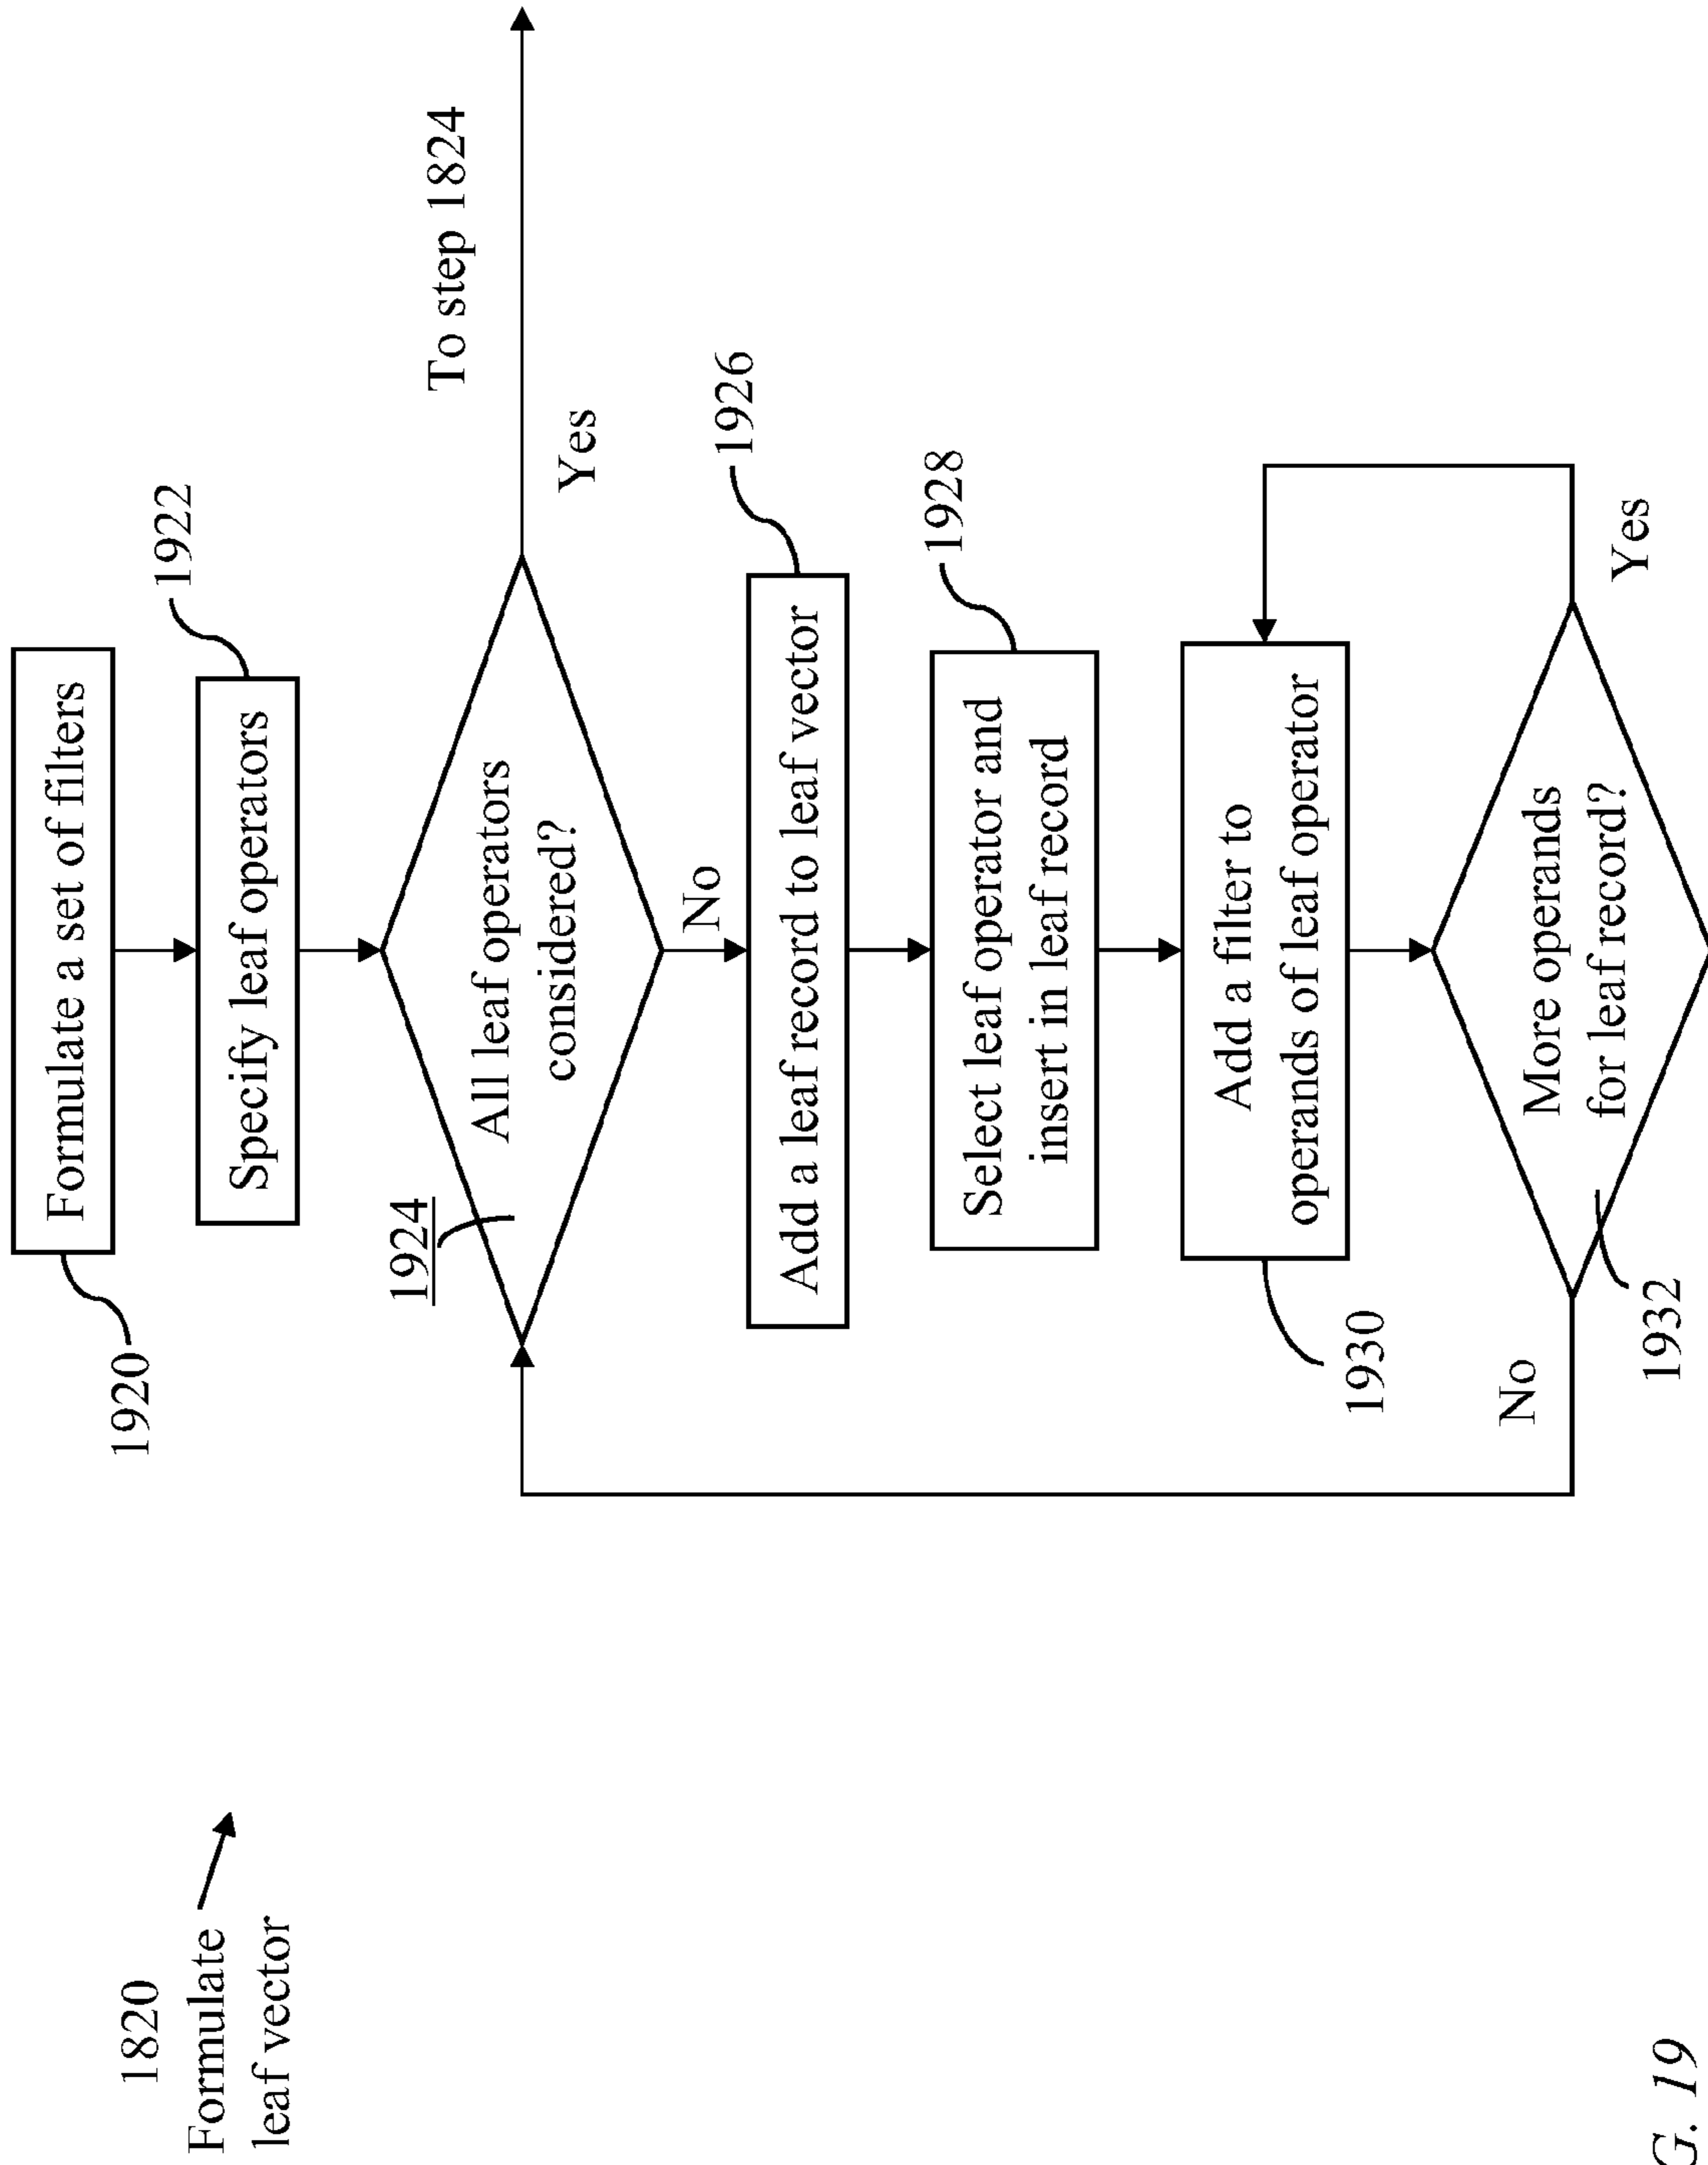 1820
Formulate
leaf vector
1920
Formulate a set of filters
1922
Specify leaf operators
1924
All leaf operators
considered?
To step 1824
Yes
No
1926
Add a leaf record to leaf vector
1928
Select leaf operator and
insert in leaf record
1930
Add a filter to
operands of leaf operator
1932
More operands
for leaf record?
No
Yes
G. 19